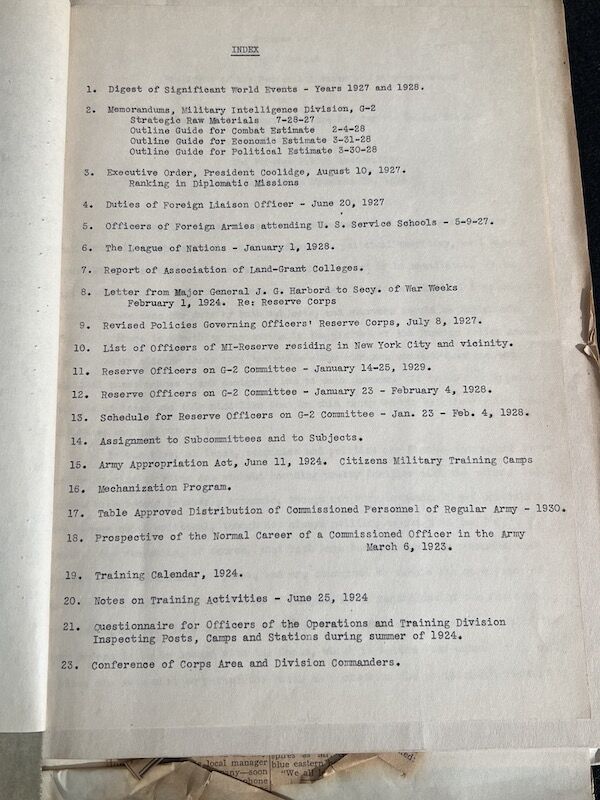 INDEX
1. Digest of Significant World Events - Years 1927 and 1928.
2. Memorandums, Military Intelligence Division, G-2
Strategic Raw Materials 7-28-27
Outline Guide for Combat Estimate 2-4-28
Outline Guide for Economic Estimate 3-31-28
Outline Guide for Political Estimate 3-30-28
3. Executive Order, President Coolidge, August 10, 1927.
Ranking in Diplomatic Missions
4. Duties of Foreign Liaison Officer - June 20, 1927
5. Officers of Foreign Armies attending U. S. Service Schools - 5-9-27.
6. The League of Nations - January 1, 1928.
7. Report of Association of Land-Grant Colleges.
8. Letter from Major General J. G. Harbord to Secy. of War Weeks
February 1, 1924. Re: Reserve Corps
9. Revised Policies Governing Officers' Reserve Corps, July 8, 1927.
10. List of Officers of MI-Reserve residing in New York City and vicinity.
11. Reserve Officers on G-2 Committee - January 14-25, 1929.
12. Reserve Officers on G-2 Committee - January 23 - February 4, 1928.
13. Schedule for Reserve Officers on G-2 Committee - Jan. 23 - Feb. 4, 1928.
14. Assignment to Subcommittees and to Subjects.
15. Army Appropriation Act, June 11, 1924. Citizens Military Training Camps
16. Mechanization Program.
17. Table Approved Distribution of Commissioned Personnel of Regular Army - 1930.
18. Prospective of the Normal Career of a Commissioned Officer in the Army
March 6, 1923.
19. Training Calendar, 1924.
20. Notes on Training Activities - June 25, 1924
21. Questionnaire for Officers of the Operations and Training Division
Inspecting Posts, Camps and Stations during summer of 1924.
23. Conference of Corps Area and Division Commanders.
local manager
blue eastern
soon
"We all